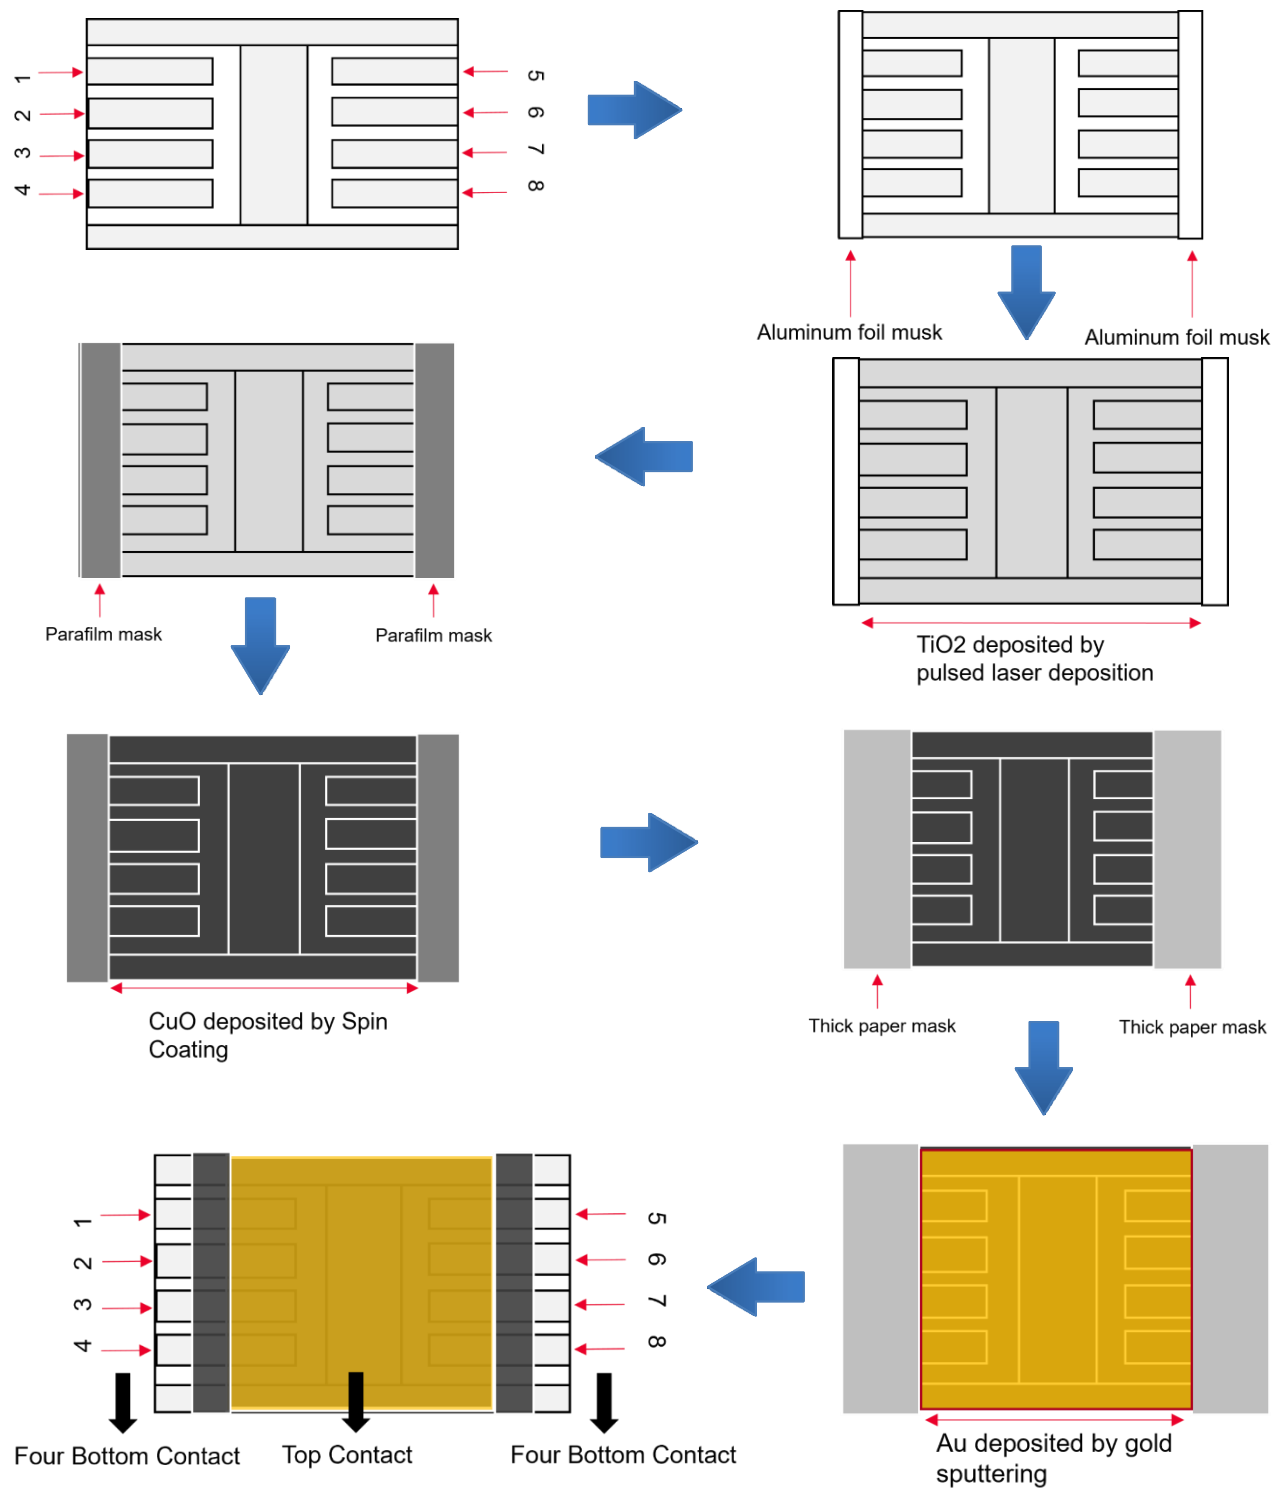 1
2
3
4
5
6
7
8
Aluminum foil musk
Aluminum foil musk
TiO2 deposited by
pulsed laser deposition
Parafilm mask
Parafilm mask
CuO deposited by Spin
Coating
Thick paper mask
Thick paper mask
Au deposited by gold
sputtering
1
2
3
4
5
6
7
8
Four Bottom Contact
Top Contact
Four Bottom Contact